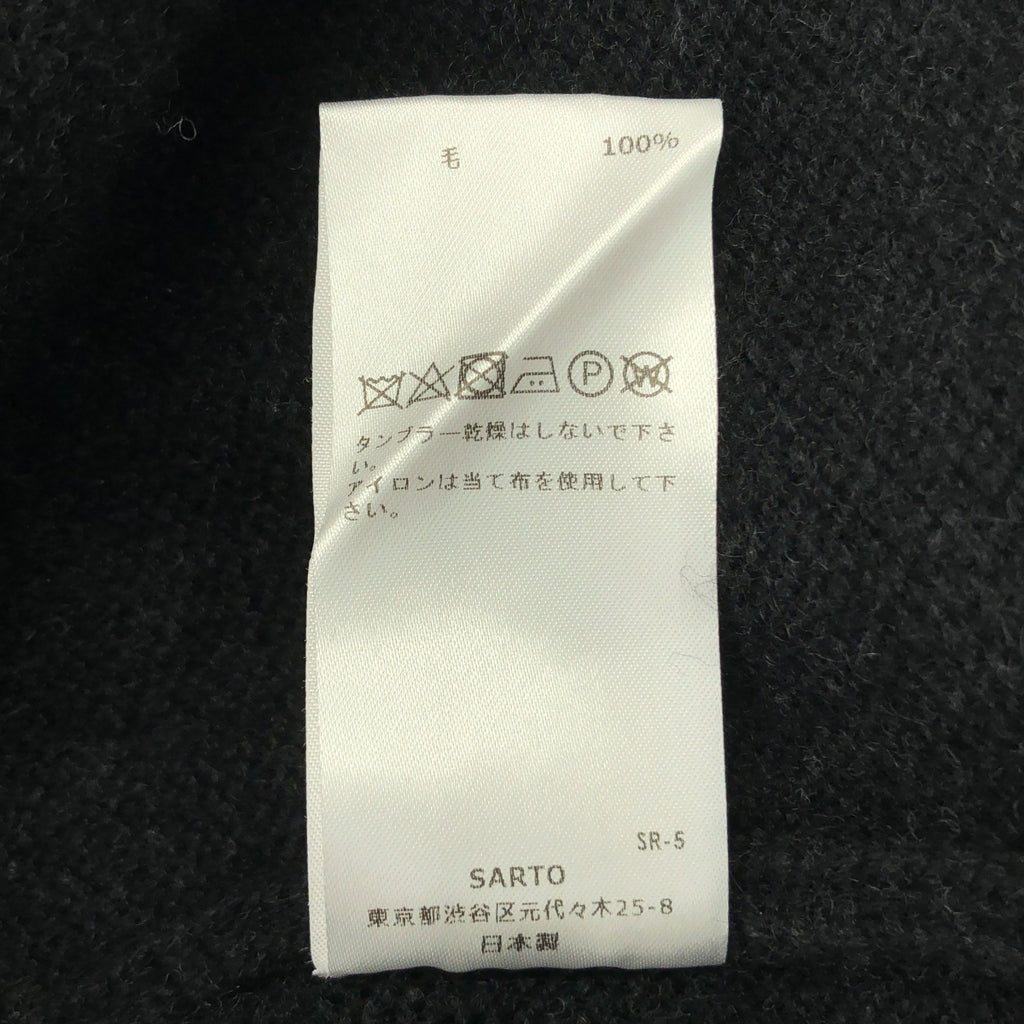 毛 100%
P W
タンブラー乾燥はしないで下さ
い。
アイロンは当て布を使用して下
さい。
SR-5
SARTO
東京都渋谷区元代々木25-8
日本製